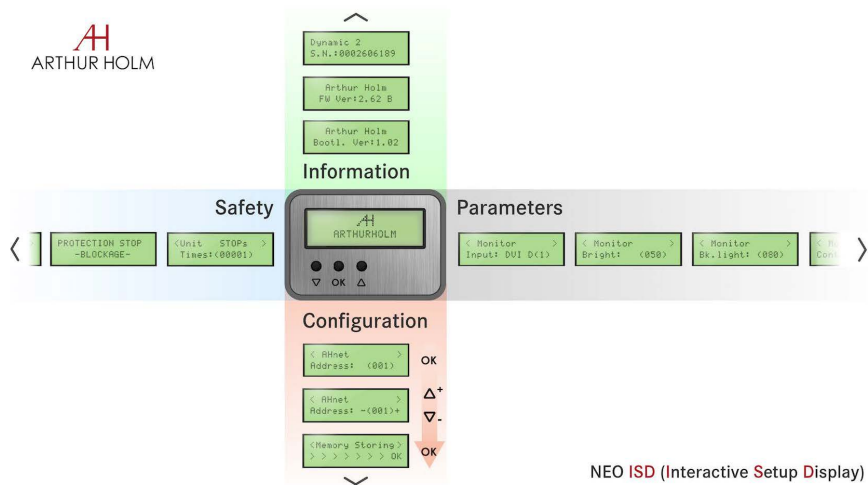 AH
ARTHUR HOLM
Dynamic 2
S.N.:0002606189
Arthur Holm
FW Ver:2.62 B
Arthur Holm
Bootl. Ver:1.02
Information
Safety
Parameters
PROTECTION STOP
-BLOCKAGE-
<Unit STOPs >
Times:(00001)
AH
ARTHURHOLM
▽ OK △
< Monitor >
Input: DVI D(1)
< Monitor >
Bright: (050)
< Monitor >
Bk.light: (080)
Configuration
< AHnet >
Address: (001)
OK
< AHnet >
Address: -(001)+
△+
▽-
<Memory Storing>
> > > > > > > OK
OK
NEO ISD (Interactive Setup Display)